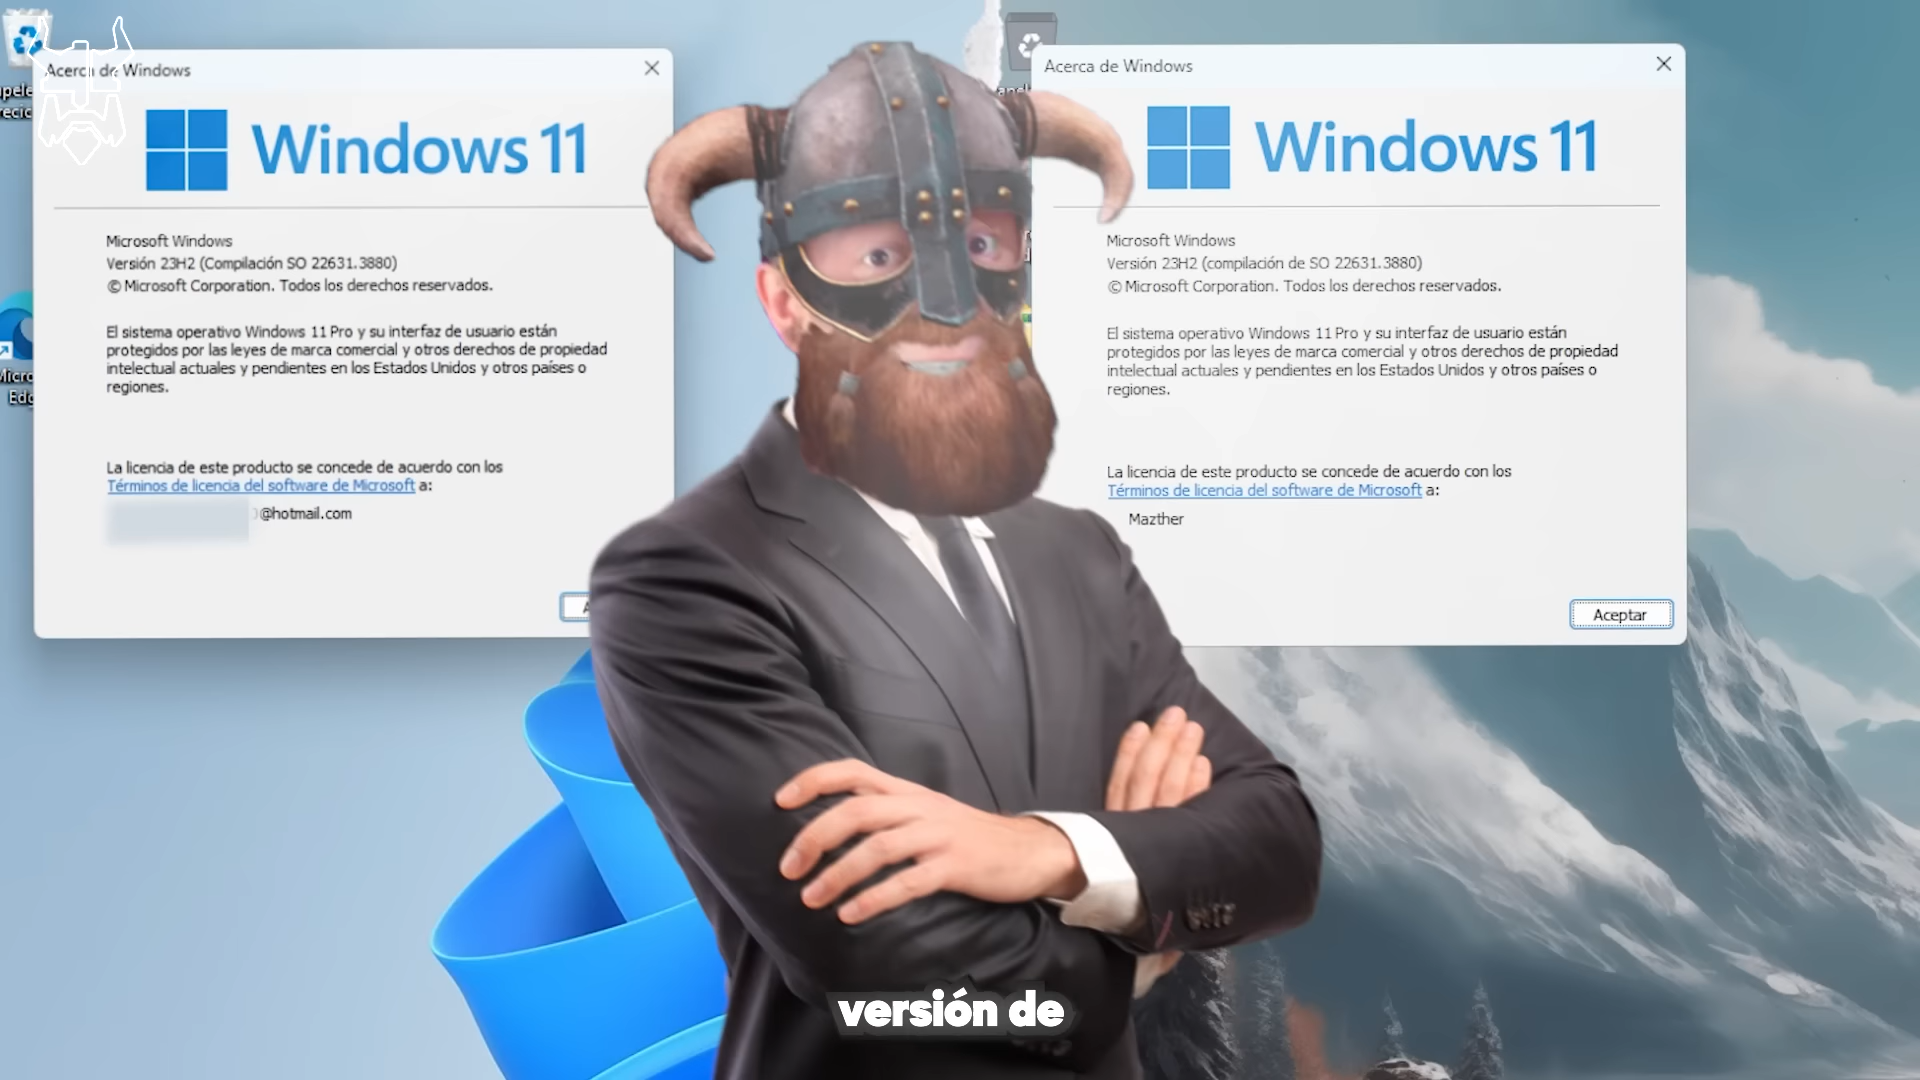 Acerca de Windows
Windows 11
Microsoft Windows
Versión 23H2 (Compilación SO 22631.3880)
© Microsoft Corporation. Todos los derechos reservados.
El sistema operativo Windows 11 Pro y su interfaz de usuario están
protegidos por las leyes de marca comercial y otros derechos de propiedad
intelectual actuales y pendientes en los Estados Unidos y otros países o
regiones.
La licencia de este producto se concede de acuerdo con los
Términos de licencia del software de Microsoft a:
@hotmail.com
Acerca de Windows
Windows 11
Microsoft Windows
Versión 23H2 (compilación de SO 22631.3880)
© Microsoft Corporation. Todos los derechos reservados.
El sistema operativo Windows 11 Pro y su interfaz de usuario están
protegidos por las leyes de marca comercial y otros derechos de propiedad
intelectual actuales y pendientes en los Estados Unidos y otros países o
regiones.
La licencia de este producto se concede de acuerdo con los
Términos de licencia del software de Microsoft a:
Mazther
Aceptar
versión de